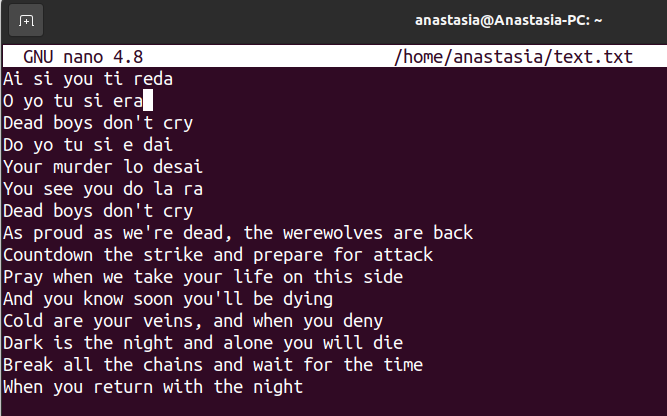 anastasia@Anastasia-PC: ~
GNU nano 4.8 /home/anastasia/text.txt
Ai si you ti reda
O yo tu si era
Dead boys don't cry
Do yo tu si e dai
Your murder lo desai
You see you do la ra
Dead boys don't cry
As proud as we're dead, the werewolves are back
Countdown the strike and prepare for attack
Pray when we take your life on this side
And you know soon you'll be dying
Cold are your veins, and when you deny
Dark is the night and alone you will die
Break all the chains and wait for the time
When you return with the night